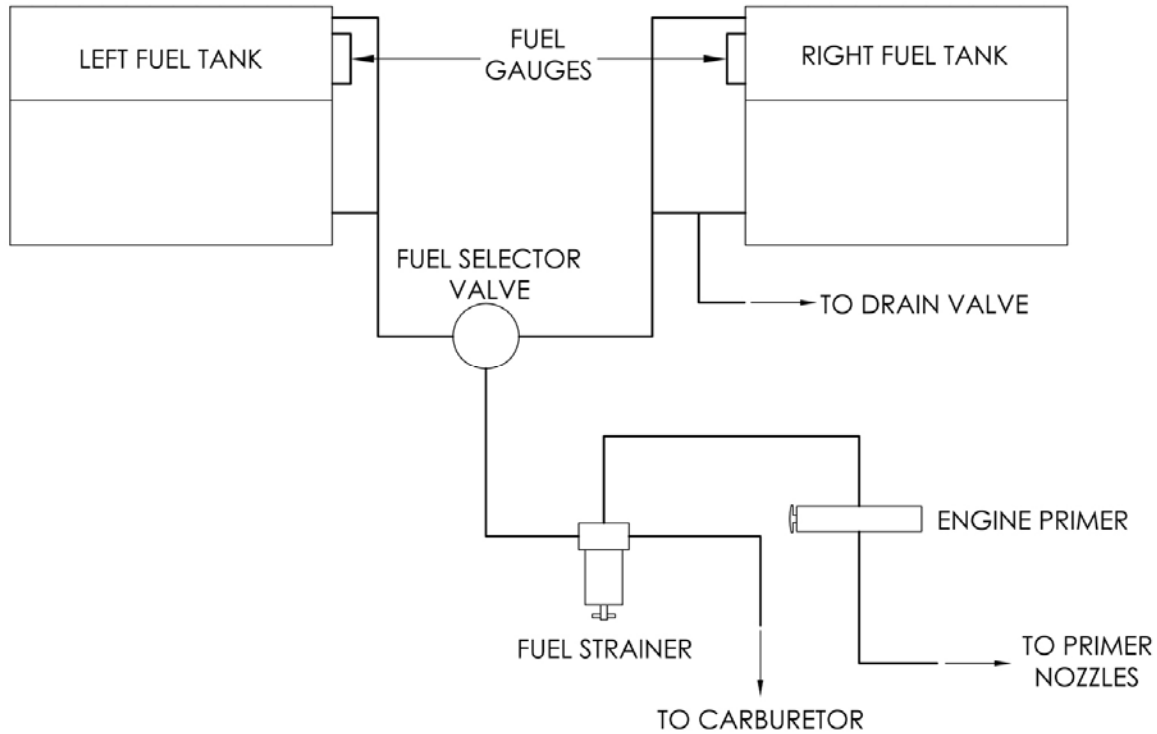 LEFT FUEL TANK
FUEL
GAUGES
RIGHT FUEL TANK
FUEL SELECTOR
VALVE
TO DRAIN VALVE
ENGINE PRIMER
FUEL STRAINER
TO PRIMER
NOZZLES
TO CARBURETOR